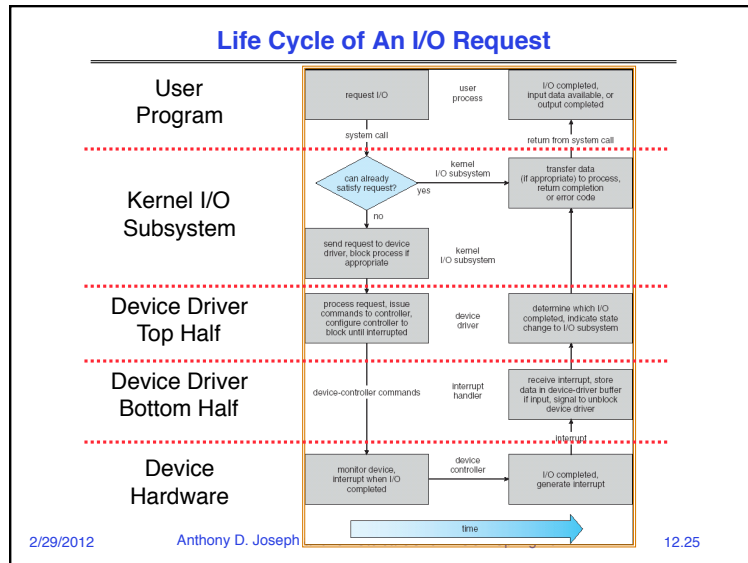 Life Cycle of An I/O Request
User
Program
request I/O
user
process
I/O completed,
input data available, or
output completed
system call
return from system call
Kernel I/O
Subsystem
can already
satisfy request?
yes
kernel
I/O subsystem
transfer data
(if appropriate) to process,
return completion
or error code
no
send request to device
driver, block process if
appropriate
kernel
I/O subsystem
Device Driver
Top Half
process request, issue
commands to controller,
configure controller to
block until interrupted
device
driver
determine which I/O
completed, indicate state
change to I/O subsystem
Device Driver
Bottom Half
device-controller commands
interrupt
handler
receive interrupt, store
data in device-driver buffer
if input, signal to unblock
device driver
interrupt
Device
Hardware
monitor device,
interrupt when I/O
completed
device
controller
I/O completed,
generate interrupt
time
2/29/2012
Anthony D. Joseph
12.25